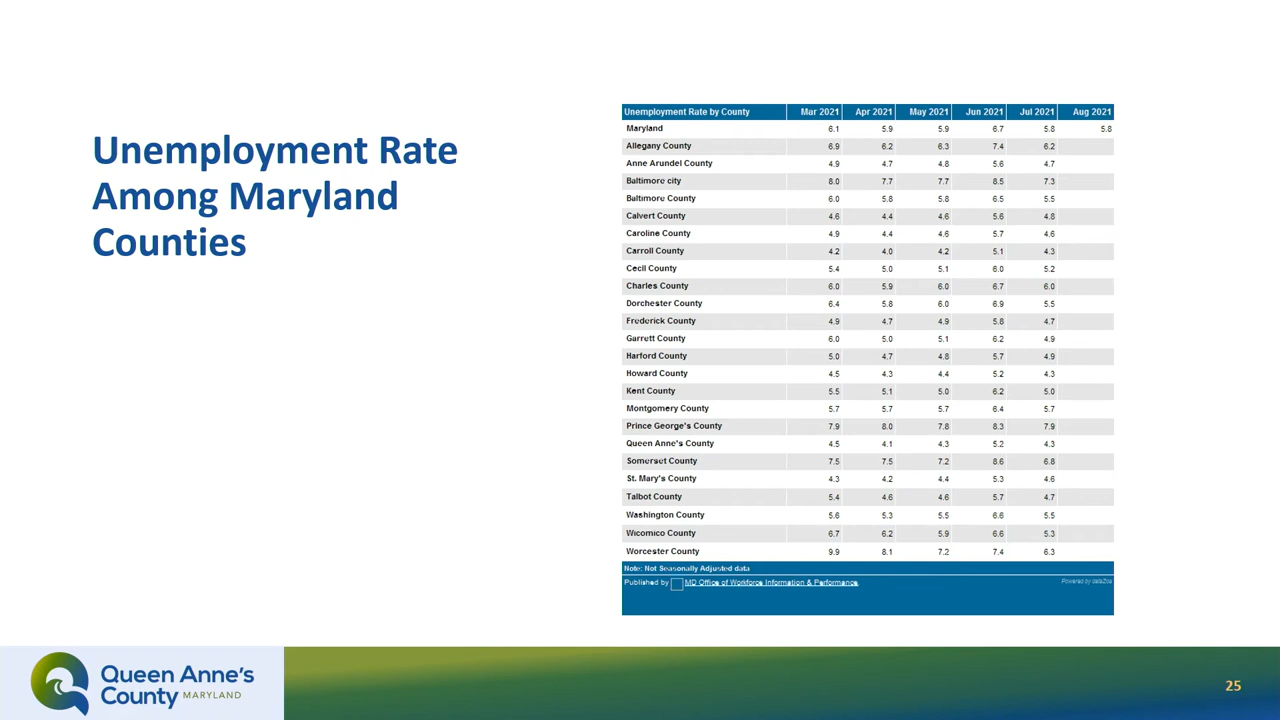 Unemployment Rate
Among Maryland
Counties
Unemployment Rate by County Mar 2021 Apr 2021 May 2021 Jun 2021 Jul 2021 Aug 2021
Maryland 6.1 5.9 5.9 6.7 5.8 5.8
Allegany County 6.9 6.2 6.3 7.4 6.2
Anne Arundel County 4.9 4.7 4.8 5.6 4.7
Baltimore city 8.0 7.7 7.7 8.5 7.3
Baltimore County 6.0 5.8 5.8 6.5 5.5
Calvert County 4.6 4.4 4.6 5.6 4.8
Caroline County 4.9 4.4 4.6 5.7 4.6
Carroll County 4.2 4.0 4.2 5.1 4.3
Cecil County 5.4 5.0 5.1 6.0 5.2
Charles County 6.0 5.9 6.0 6.7 6.0
Dorchester County 6.4 5.8 6.0 6.9 5.5
Frederick County 4.9 4.7 4.9 5.8 4.7
Garrett County 6.0 5.0 5.1 6.2 4.9
Harford County 5.0 4.7 4.8 5.7 4.9
Howard County 4.5 4.3 4.4 5.2 4.3
Kent County 5.5 5.1 5.0 6.2 5.0
Montgomery County 5.7 5.7 5.7 6.4 5.7
Prince George's County 7.9 8.0 7.8 8.3 7.9
Queen Anne's County 4.5 4.1 4.3 5.2 4.3
Somerset County 7.5 7.5 7.2 8.6 6.8
St. Mary's County 4.3 4.2 4.4 5.3 4.6
Talbot County 5.4 4.6 4.6 5.7 4.7
Washington County 5.6 5.3 5.5 6.6 5.5
Wicomico County 6.7 6.2 5.9 6.6 5.3
Worcester County 9.9 8.1 7.2 7.4 6.3
Note: Not Seasonally Adjusted data
Published by MD Office of Workforce Information & Performance. Powered by dataZoa
Queen Anne's
County MARYLAND
25